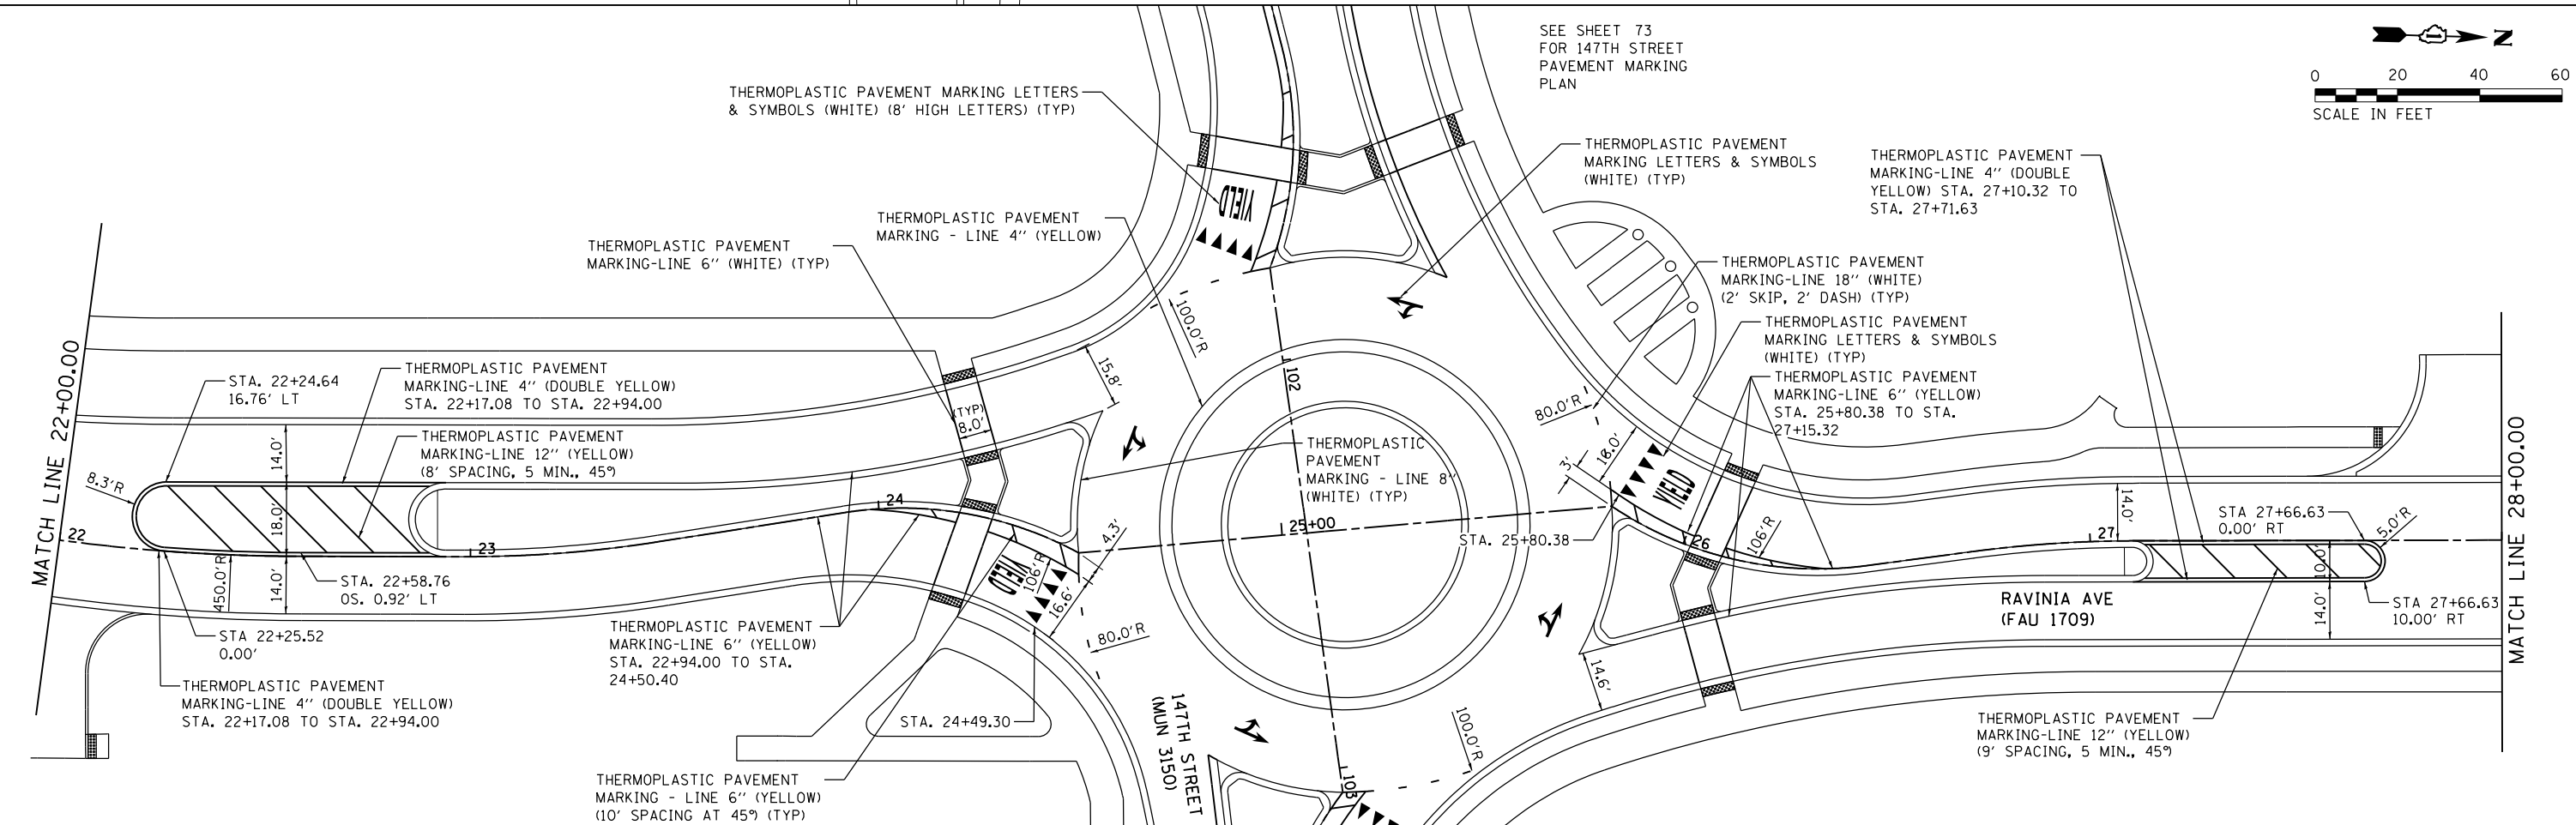 SEE SHEET 73
FOR 147TH STREET
PAVEMENT MARKING
PLAN
N
0 20 40 60
SCALE IN FEET
THERMOPLASTIC PAVEMENT MARKING LETTERS
& SYMBOLS (WHITE) (8' HIGH LETTERS) (TYP)
THERMOPLASTIC PAVEMENT
MARKING LETTERS & SYMBOLS
(WHITE) (TYP)
THERMOPLASTIC PAVEMENT
MARKING-LINE 4'' (DOUBLE
YELLOW) STA. 27+10.32 TO
STA. 27+71.63
YIELD
THERMOPLASTIC PAVEMENT
MARKING - LINE 4'' (YELLOW)
THERMOPLASTIC PAVEMENT
MARKING-LINE 6'' (WHITE) (TYP)
THERMOPLASTIC PAVEMENT
MARKING-LINE 18'' (WHITE)
(2' SKIP, 2' DASH) (TYP)
100.0'R
THERMOPLASTIC PAVEMENT
MARKING LETTERS & SYMBOLS
(WHITE) (TYP)
MATCH LINE 22+00.00
STA. 22+24.64
16.76' LT
THERMOPLASTIC PAVEMENT
MARKING-LINE 4'' (DOUBLE YELLOW)
STA. 22+17.08 TO STA. 22+94.00
15.8'
102
80.0'R
THERMOPLASTIC PAVEMENT
MARKING-LINE 6'' (YELLOW)
STA. 25+80.38 TO STA.
27+15.32
(TYP)
8.0'
14.0'
THERMOPLASTIC PAVEMENT
MARKING-LINE 12'' (YELLOW)
(8' SPACING, 5 MIN., 45°)
THERMOPLASTIC
PAVEMENT
MARKING - LINE 8''
(WHITE) (TYP)
3'
18.0'
YIELD
MATCH LINE 28+00.00
8.3'R
18.0'
22
23
24
25+00
STA. 25+80.38
26
106'R
27
14.0'
STA 27+66.63
0.00' RT
5.0'R
450.0'R
14.0'
STA. 22+58.76
OS. 0.92' LT
YIELD
106'R
4.3'
16.6'
10.0'
14.0'
RAVINIA AVE
(FAU 1709)
STA 27+66.63
10.00' RT
STA 22+25.52
0.00'
THERMOPLASTIC PAVEMENT
MARKING-LINE 6'' (YELLOW)
STA. 22+94.00 TO STA.
24+50.40
80.0'R
14.6'
THERMOPLASTIC PAVEMENT
MARKING-LINE 4'' (DOUBLE YELLOW)
STA. 22+17.08 TO STA. 22+94.00
STA. 24+49.30
147TH STREET
(MUN 3150)
100.0'R
103
THERMOPLASTIC PAVEMENT
MARKING-LINE 12'' (YELLOW)
(9' SPACING, 5 MIN., 45°)
THERMOPLASTIC PAVEMENT
MARKING - LINE 6'' (YELLOW)
(10' SPACING AT 45°) (TYP)